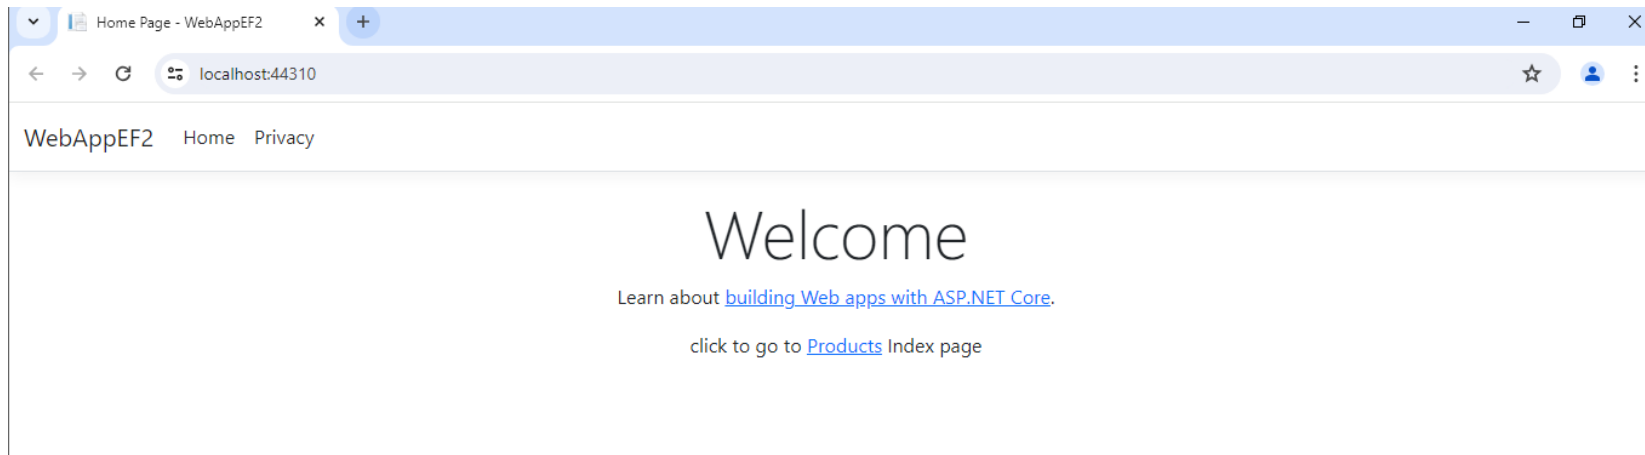 Home Page - WebAppEF2
localhost:44310
WebAppEF2 Home Privacy
Welcome
Learn about building Web apps with ASP.NET Core.
click to go to Products Index page